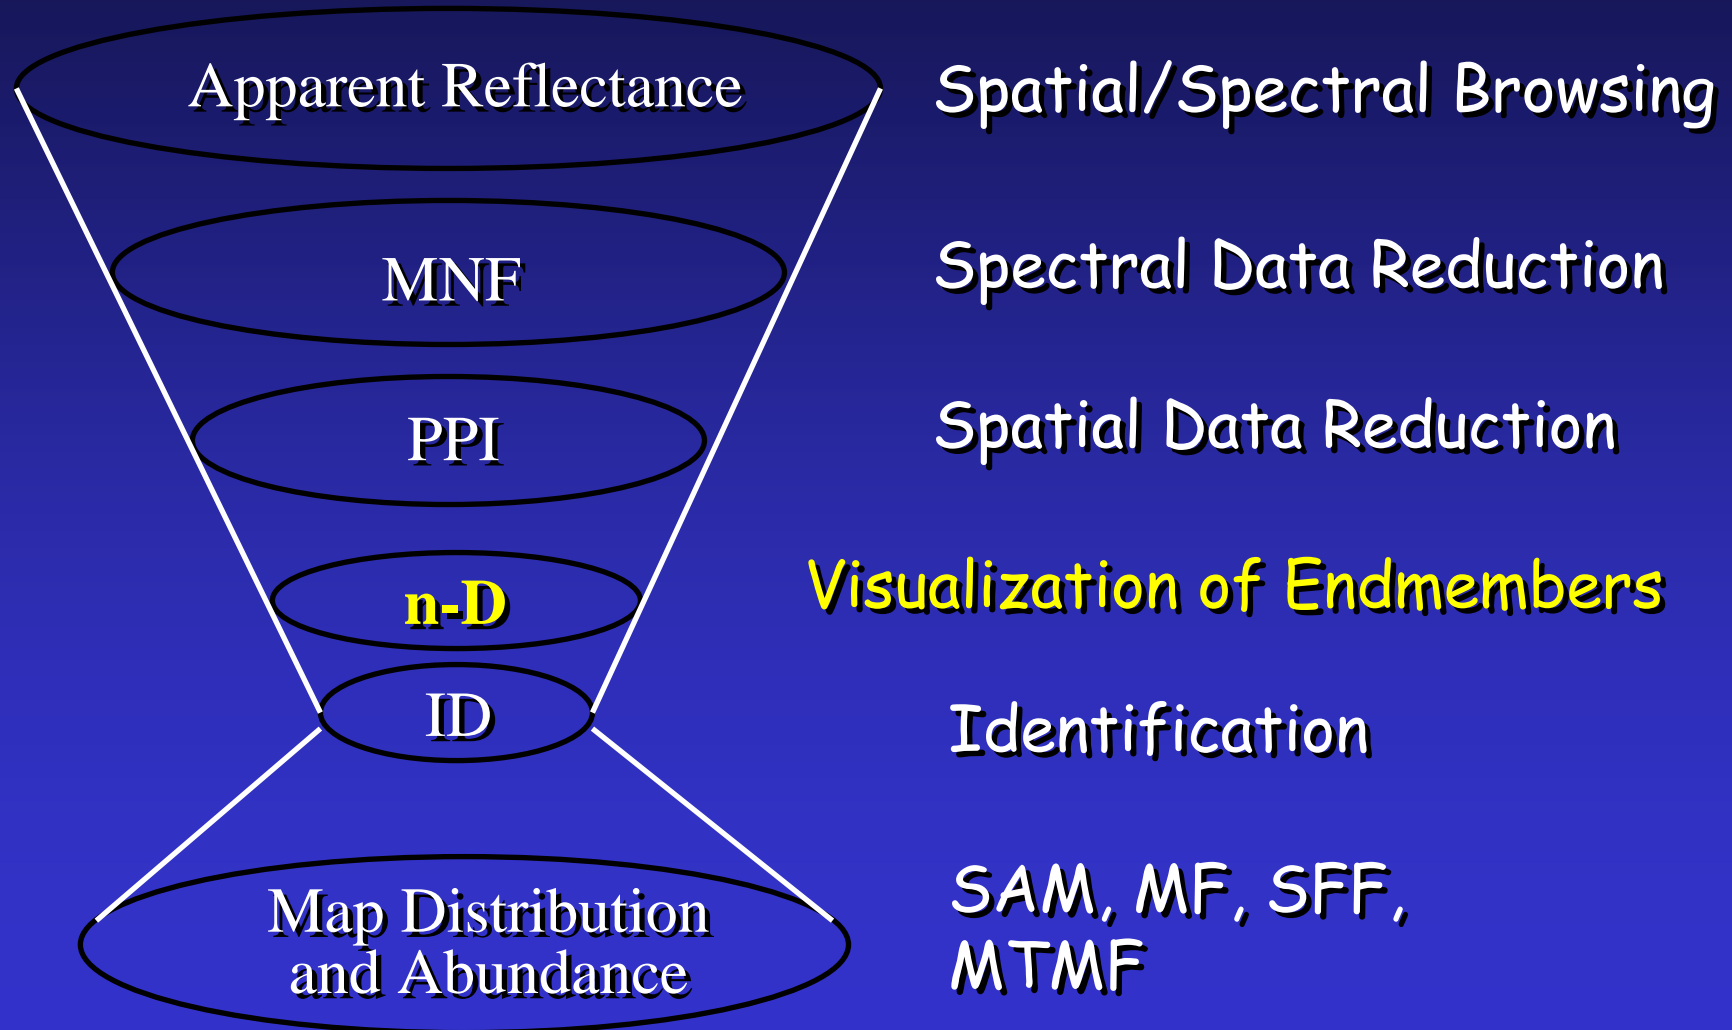 Apparent Reflectance
Spatial/Spectral Browsing
MNF
Spectral Data Reduction
PPI
Spatial Data Reduction
n-D
Visualization of Endmembers
ID
Identification
Map Distribution
and Abundance
SAM, MF, SFF,
MTMF